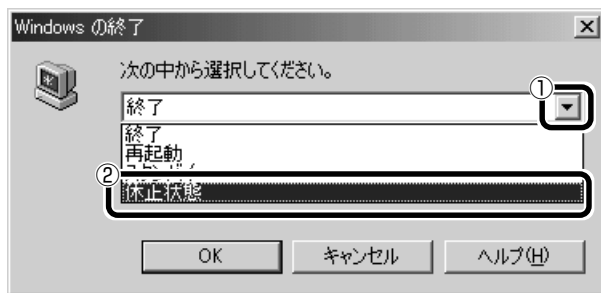 Windows の終了
次の中から選択してください。
①
終了
終了
再起動
②
休止状態
OK
キャンセル
ヘルプ(H)